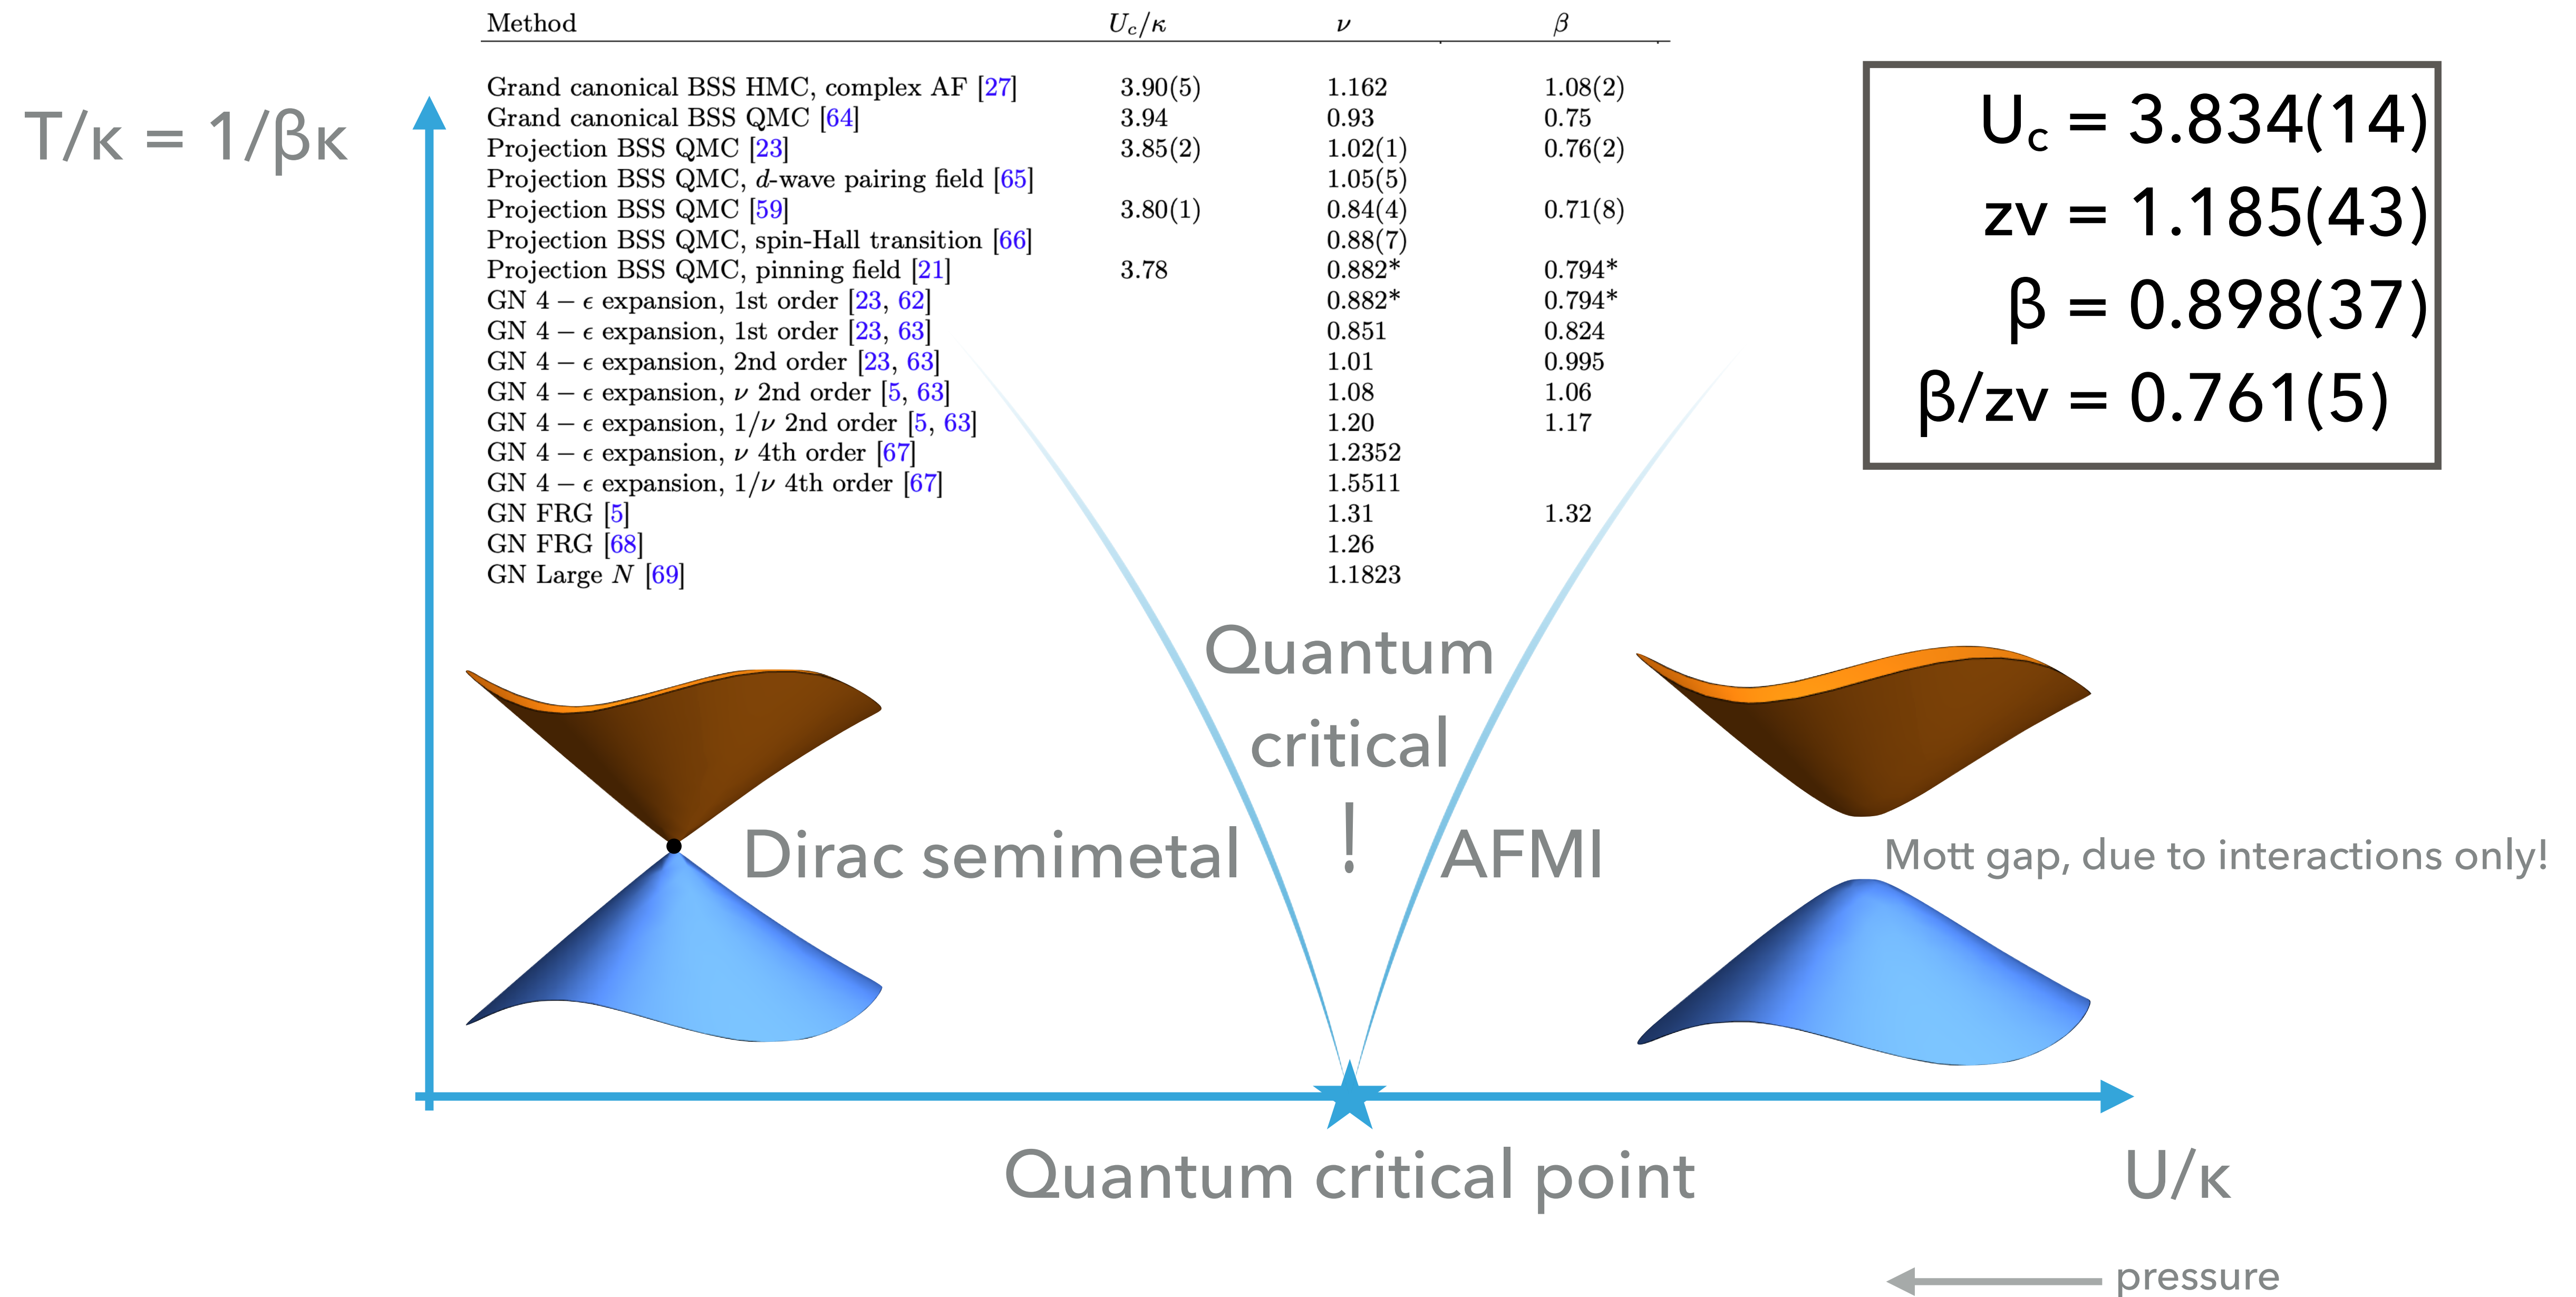 Method U_c/κ ν β
Grand canonical BSS HMC, complex AF [27] 3.90(5) 1.162 1.08(2)
Grand canonical BSS QMC [64] 3.94 0.93 0.75
Projection BSS QMC [23] 3.85(2) 1.02(1) 0.76(2)
Projection BSS QMC, d-wave pairing field [65] 1.05(5)
Projection BSS QMC [59] 3.80(1) 0.84(4) 0.71(8)
Projection BSS QMC, spin-Hall transition [66] 0.88(7)
Projection BSS QMC, pinning field [21] 3.78 0.882* 0.794*
GN 4 − ϵ expansion, 1st order [23, 62] 0.882* 0.794*
GN 4 − ϵ expansion, 1st order [23, 63] 0.851 0.824
GN 4 − ϵ expansion, 2nd order [23, 63] 1.01 0.995
GN 4 − ϵ expansion, ν 2nd order [5, 63] 1.08 1.06
GN 4 − ϵ expansion, 1/ν 2nd order [5, 63] 1.20 1.17
GN 4 − ϵ expansion, ν 4th order [67] 1.2352
GN 4 − ϵ expansion, 1/ν 4th order [67] 1.5511
GN FRG [5] 1.31 1.32
GN FRG [68] 1.26
GN Large N [69] 1.1823
T/κ = 1/βκ
U_c = 3.834(14)
zν = 1.185(43)
β = 0.898(37)
β/zν = 0.761(5)
Quantum
critical
!
Dirac semimetal
AFMI
Mott gap, due to interactions only!
Quantum critical point
U/κ
pressure